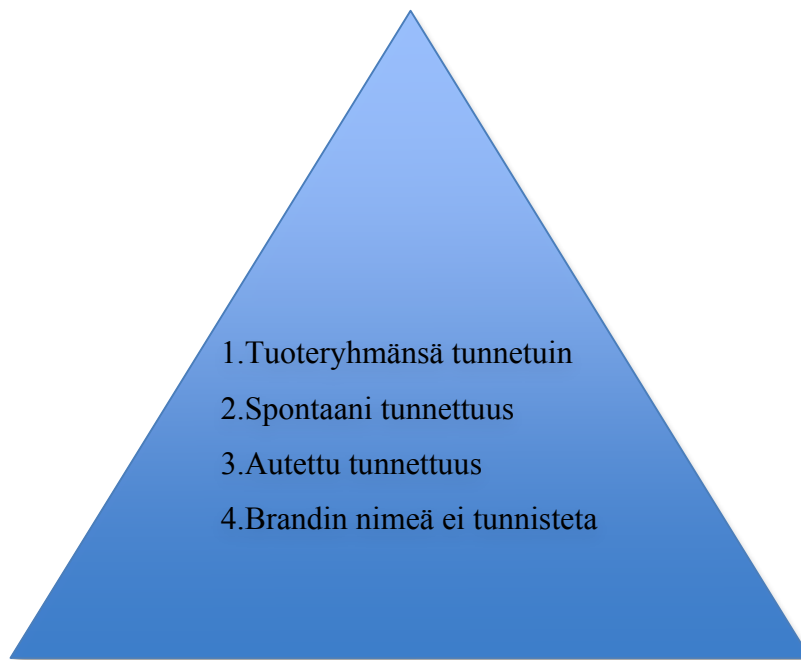 1.Tuoteryhmänsä tunnetuin
2.Spontaani tunnettuus
3.Autettu tunnettuus
4.Brandin nimeä ei tunnisteta